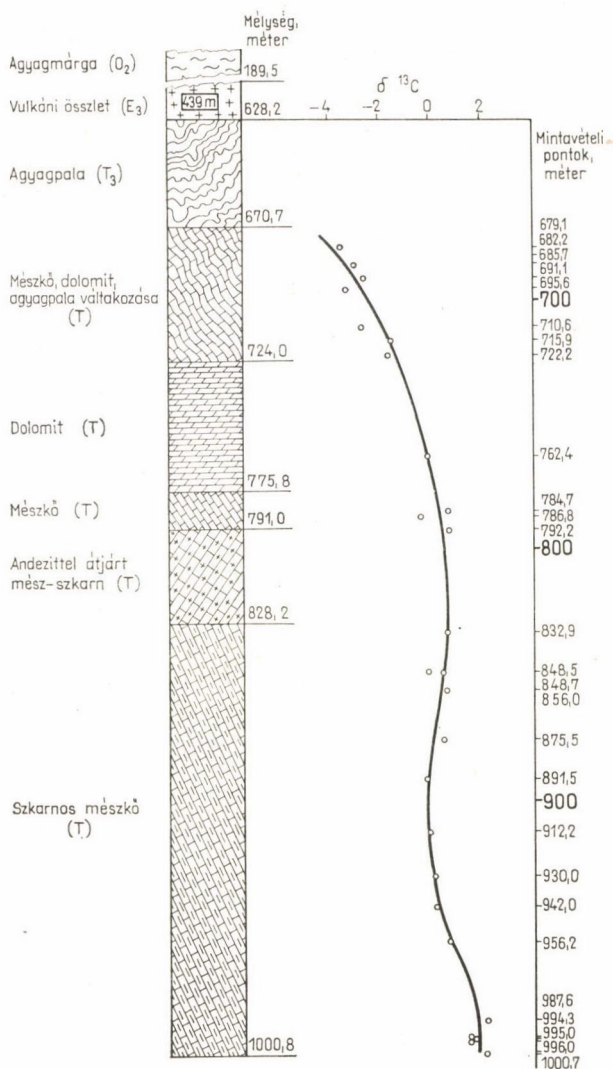 Mélység,
méter
Agyagmárga (O₂)
189,5
Vulkáni összlet (E₃)
439 m
628,2
Agyagpala (T₃)
670,7
Mészkő, dolomit,
agyagpala váltakozása
(T)
724,0
Dolomit (T)
775,8
Mészkő (T)
791,0
Andezittel átjárt
mész-szkarn (T)
828,2
Szkarnos mészkő
(T)
1000,8
δ ¹³C
-4 -2 0 2
Mintavételi
pontok,
méter
679,1
682,2
685,7
691,1
695,6
700
710,6
715,9
722,2
762,4
784,7
786,8
792,2
800
832,9
848,5
848,7
856,0
875,5
891,5
900
912,2
930,0
942,0
956,2
987,6
994,3
995,0
996,0
1000,7